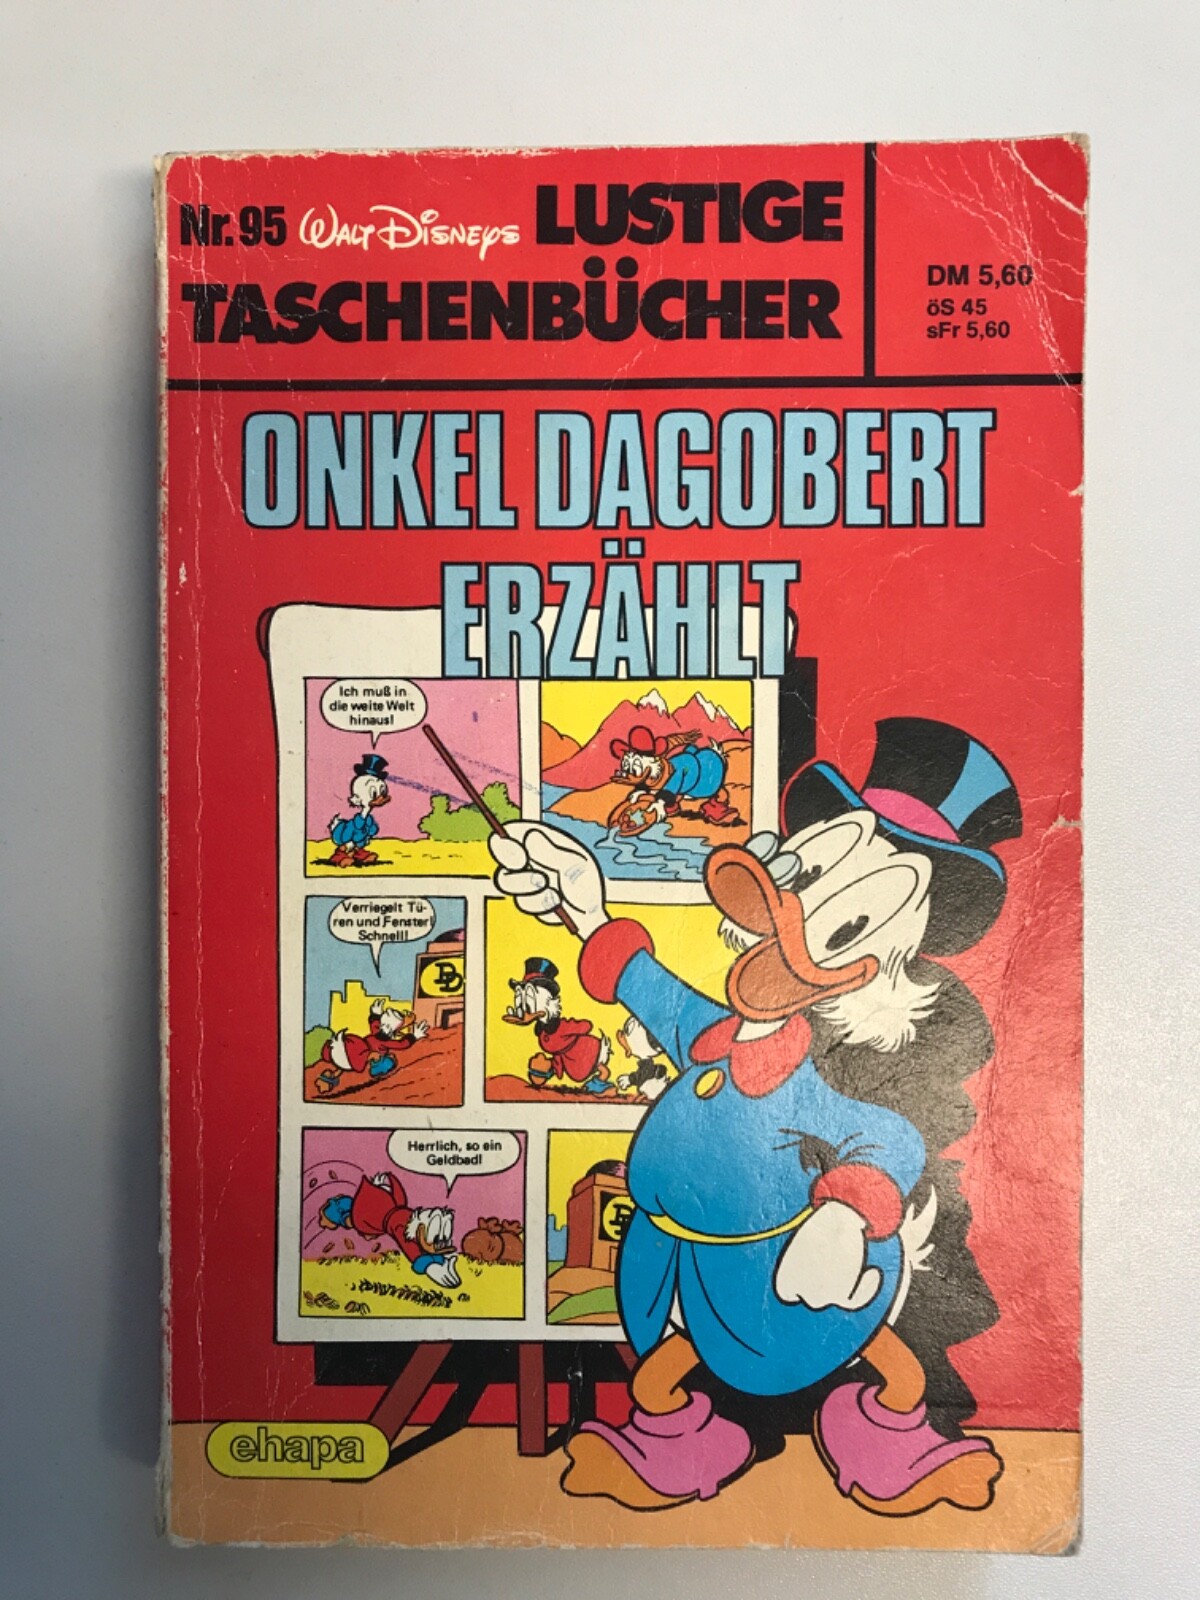 Nr. 95 Walt Disneys LUSTIGE
TASCHENBÜCHER
DM 5,60
öS 45
sFr 5,60
ONKEL DAGOBERT
ERZÄHLT
Ich muß in
die weite Welt
hinaus!
Verriegelt Tü-
ren und Fenster!
Schnell!
DD
Herrlich, so ein
Geldbad!
ehapa